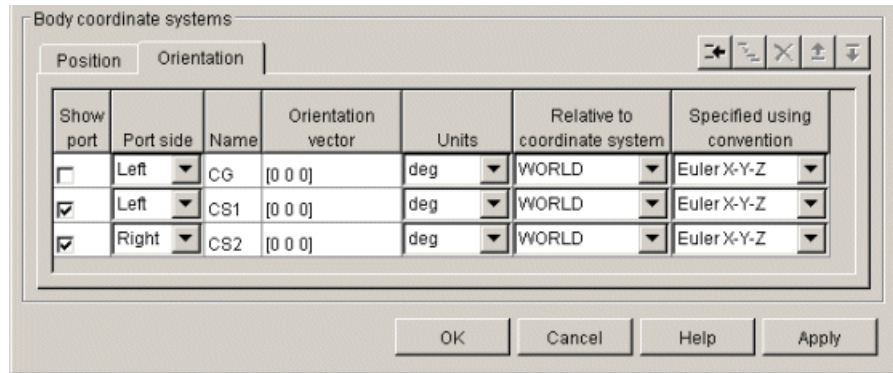 Body coordinate systems
Position Orientation
Show port Port side Name Orientation vector Units Relative to coordinate system Specified using convention
Left CG [0 0 0] deg WORLD Euler X-Y-Z
Left CS1 [0 0 0] deg WORLD Euler X-Y-Z
Right CS2 [0 0 0] deg WORLD Euler X-Y-Z
OK Cancel Help Apply